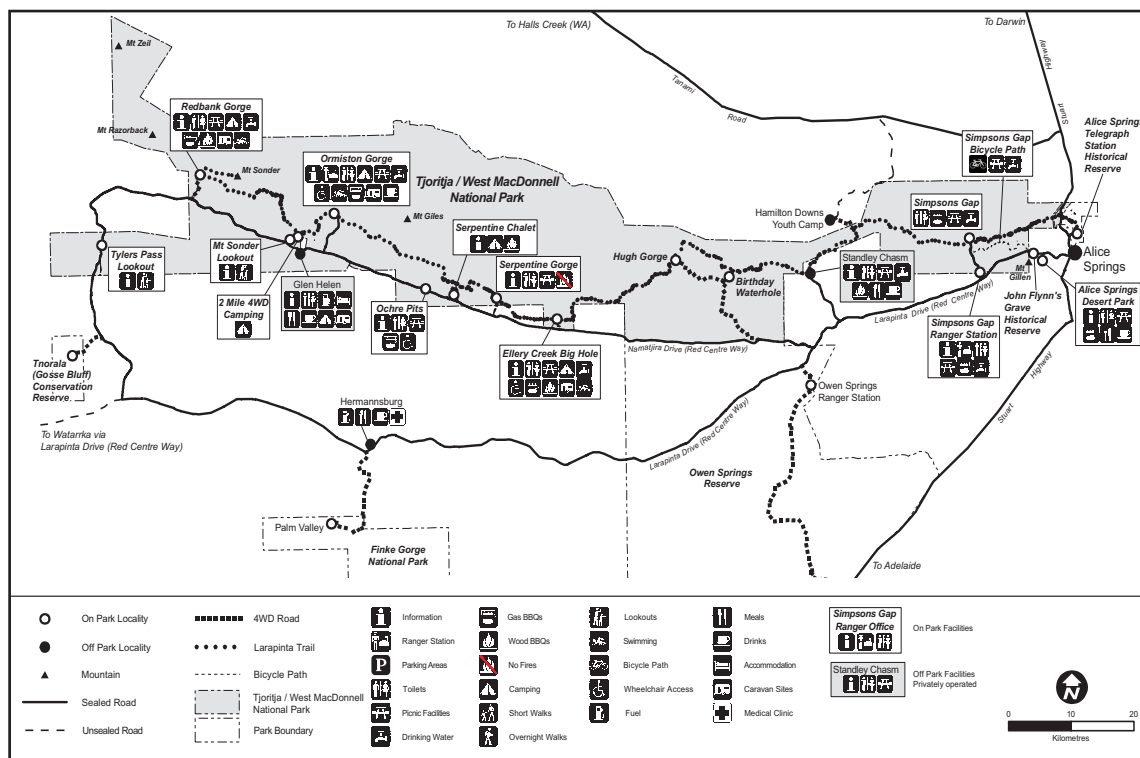 To Halls Creek (WA)
To Darwin
Mt Zeil
Highway
Tanami
Road
Stuart
Redbank Gorge
Mt Razorback
Mt Sonder
Ormiston Gorge
Tjoritja / West MacDonnell
National Park
Mt Giles
Simpsons Gap
Bicycle Path
Alice Springs
Telegraph
Station
Historical
Reserve
Hamilton Downs
Youth Camp
Simpsons Gap
Tylers Pass
Lookout
Mt Sonder
Lookout
Serpentine Chalet
Serpentine Gorge
Hugh Gorge
Birthday
Waterhole
Standley Chasm
Alice
Springs
Mt
Gillen
Glen Helen
2 Mile 4WD
Camping
Ochre Pits
Ellery Creek Big Hole
Namatjira Drive (Red Centre Way)
Larapinta Drive (Red Centre Way)
Simpsons Gap
Ranger Station
John Flynn's
Grave
Historical
Reserve
Alice Springs
Desert Park
Tnorala
(Gosse Bluff)
Conservation
Reserve
To Watarrka via
Larapinta Drive (Red Centre Way)
Hermannsburg
Larapinta Drive (Red Centre Way)
Owen Springs
Ranger Station
Owen Springs
Reserve
Stuart
Highway
Palm Valley
Finke Gorge
National Park
To Adelaide
On Park Locality
Off Park Locality
Mountain
Sealed Road
Unsealed Road
4WD Road
Larapinta Trail
Bicycle Path
Tjoritja / West MacDonnell
National Park
Park Boundary
Information
Ranger Station
P
Parking Areas
Toilets
Picnic Facilities
Drinking Water
Gas BBQs
Wood BBQs
No Fires
Camping
Short Walks
Overnight Walks
Lookouts
Swimming
Bicycle Path
Wheelchair Access
Fuel
Meals
Drinks
Accommodation
Caravan Sites
Medical Clinic
Simpsons Gap
Ranger Office
On Park Facilities
Standley Chasm
Off Park Facilities
Privately operated
N
0 10 20
Kilometres